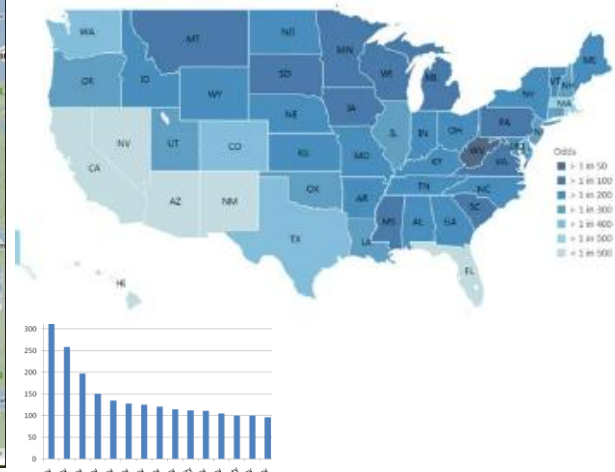 WA
MT
ND
MN
OR
ID
SD
WI
MI
ME
VT
NH
NY
MA
WY
IA
NE
PA
NV
UT
CO
IL
IN
OH
NJ
MD
WV
VA
CA
KS
MO
KY
NC
TN
AZ
NM
OK
AR
SC
MS
AL
GA
TX
LA
FL
HI
Odds
> 1 in 50
> 1 in 100
> 1 in 200
> 1 in 300
> 1 in 400
> 1 in 500
< 1 in 500
300
250
200
150
100
50
0